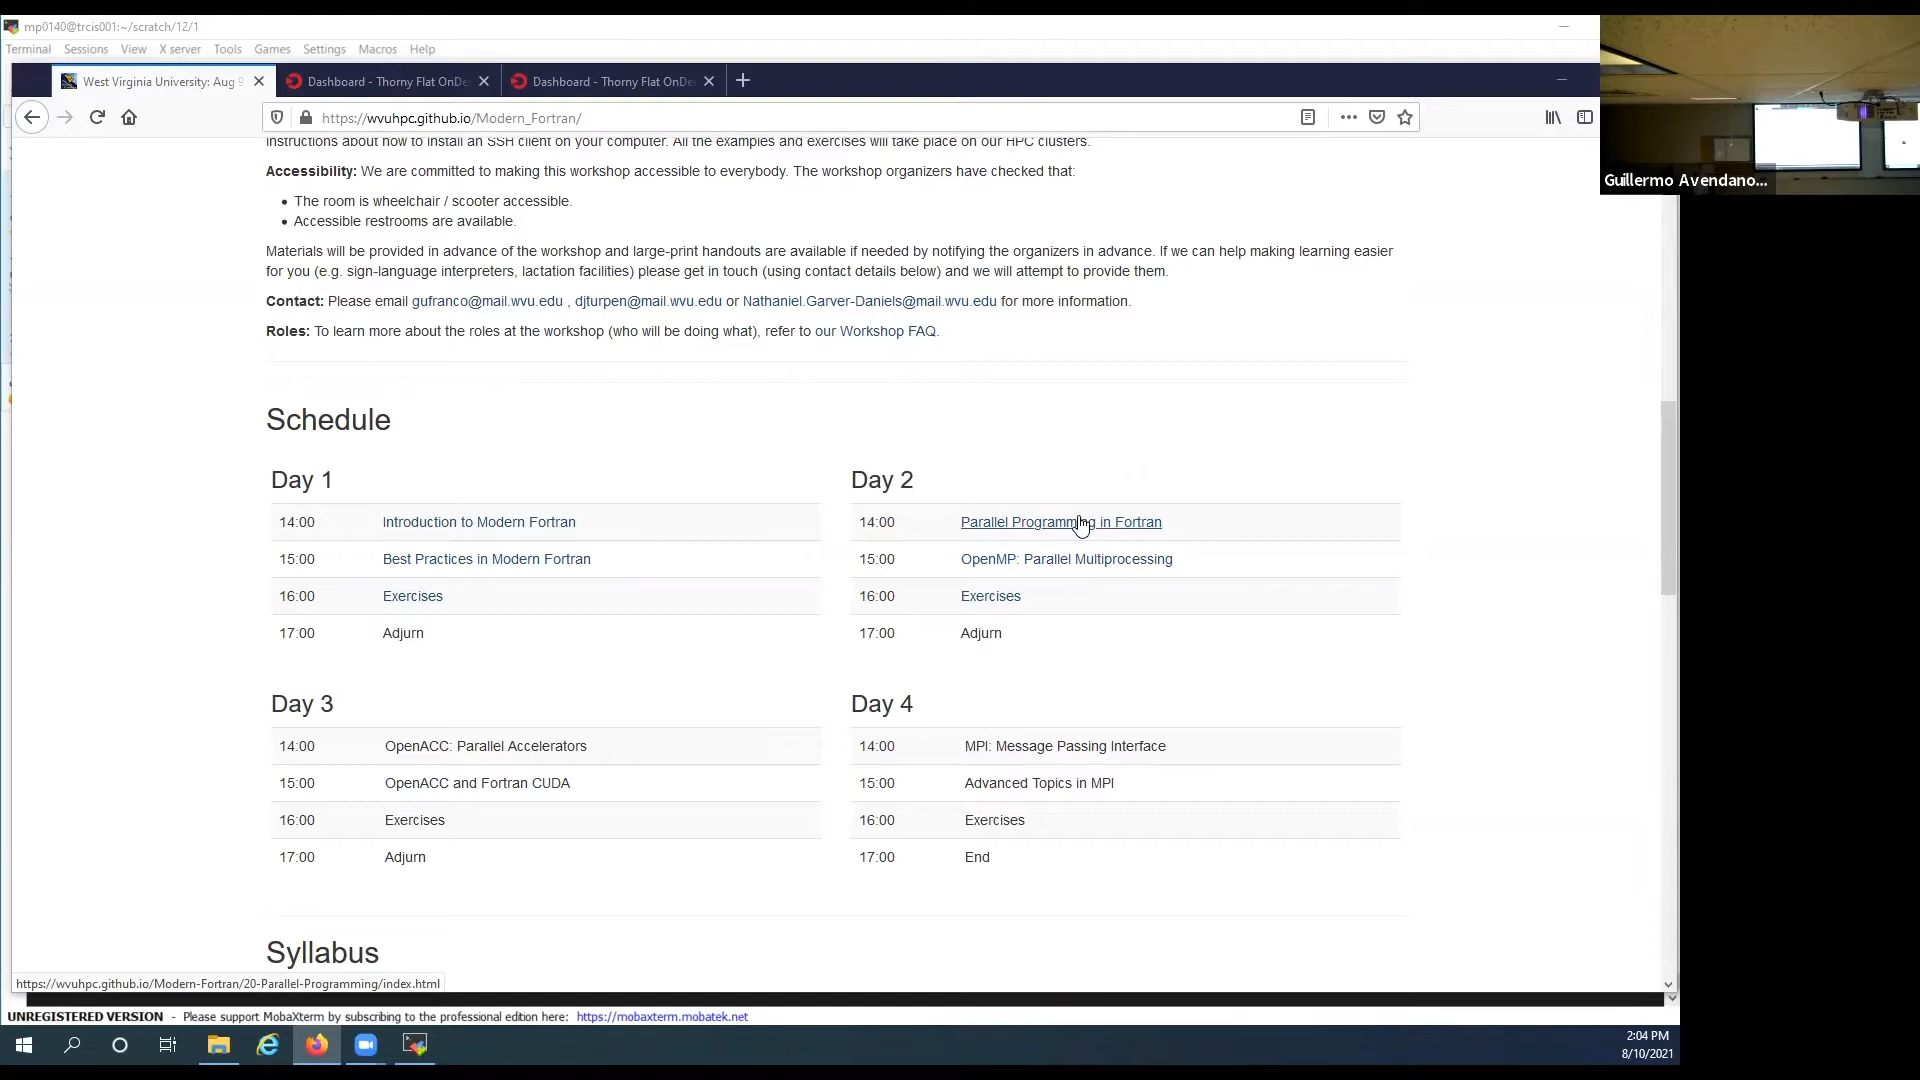 mp0140@trcis001:~/scratch/12/1
Terminal Sessions View X server Tools Games Settings Macros Help
West Virginia University: Aug 9
Dashboard - Thorny Flat OnDe
Dashboard - Thorny Flat OnDe
https://wvuhpc.github.io/Modern_Fortran/
Guillermo Avendano...
instructions about how to install an SSH client on your computer. All the examples and exercises will take place on our HPC clusters.
Accessibility: We are committed to making this workshop accessible to everybody. The workshop organizers have checked that:
The room is wheelchair / scooter accessible.
Accessible restrooms are available.
Materials will be provided in advance of the workshop and large-print handouts are available if needed by notifying the organizers in advance. If we can help making learning easier
for you (e.g. sign-language interpreters, lactation facilities) please get in touch (using contact details below) and we will attempt to provide them.
Contact: Please email gufranco@mail.wvu.edu , djturpen@mail.wvu.edu or Nathaniel.Garver-Daniels@mail.wvu.edu for more information.
Roles: To learn more about the roles at the workshop (who will be doing what), refer to our Workshop FAQ.
Schedule
Day 1
14:00 Introduction to Modern Fortran
15:00 Best Practices in Modern Fortran
16:00 Exercises
17:00 Adjurn
Day 2
14:00 Parallel Programming in Fortran
15:00 OpenMP: Parallel Multiprocessing
16:00 Exercises
17:00 Adjurn
Day 3
14:00 OpenACC: Parallel Accelerators
15:00 OpenACC and Fortran CUDA
16:00 Exercises
17:00 Adjurn
Day 4
14:00 MPI: Message Passing Interface
15:00 Advanced Topics in MPI
16:00 Exercises
17:00 End
Syllabus
https://wvuhpc.github.io/Modern-Fortran/20-Parallel-Programming/index.html
UNREGISTERED VERSION - Please support MobaXterm by subscribing to the professional edition here: https://mobaxterm.mobatek.net
2:04 PM
8/10/2021